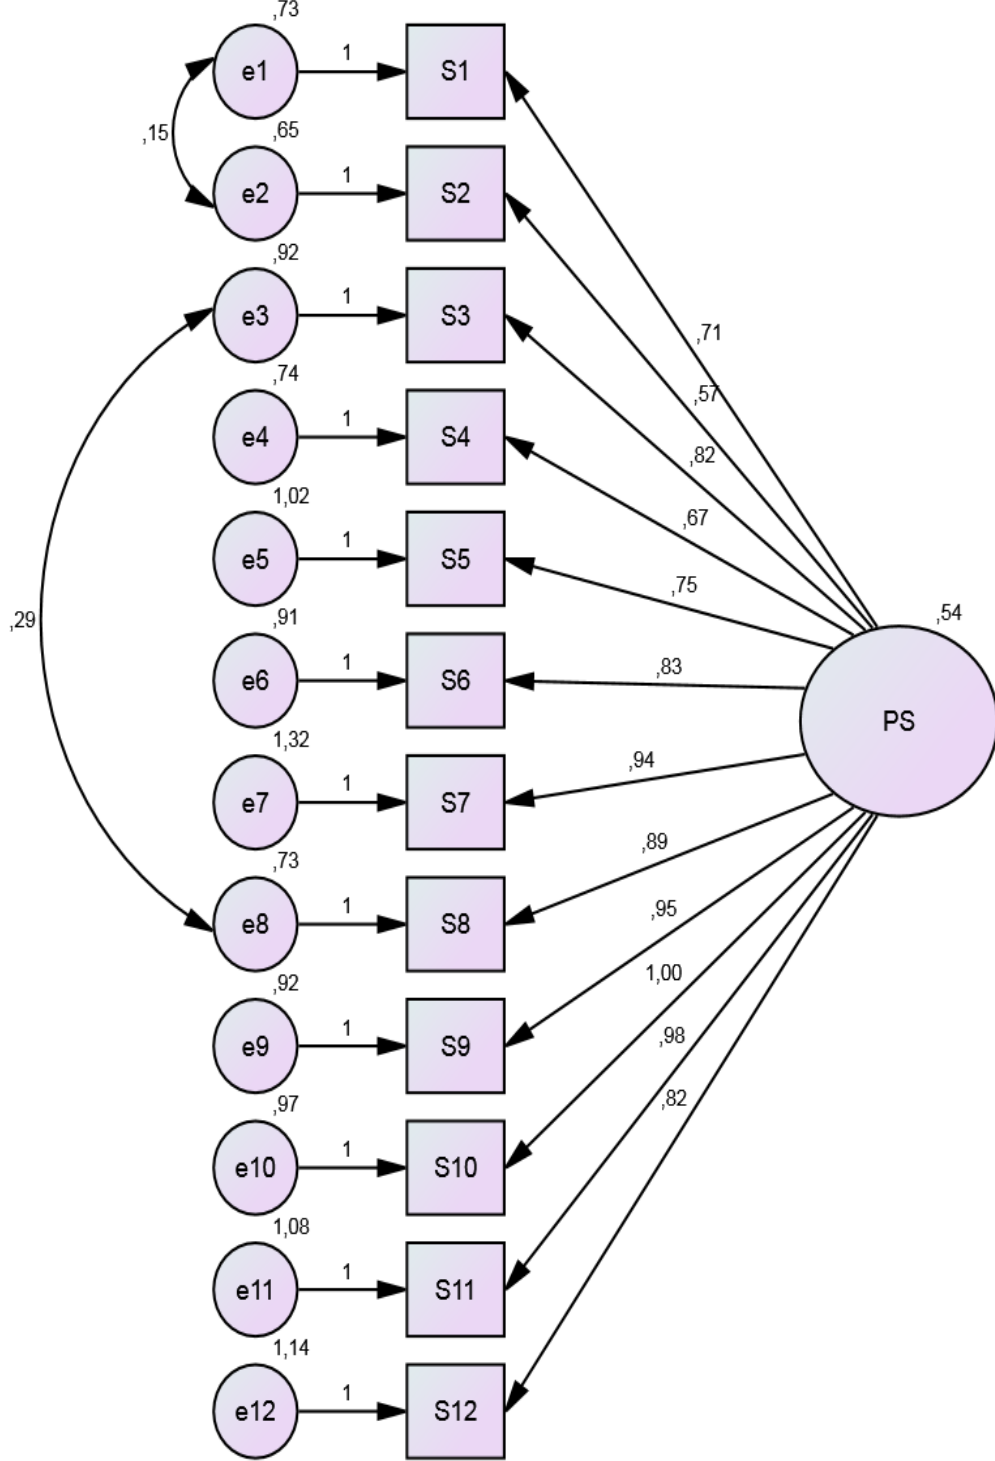 ,73
e1
1
S1
,15
,65
e2
1
S2
,92
e3
1
S3
,71
,74
e4
1
S4
,57
,82
1,02
e5
1
S5
,67
,75
,29
,91
e6
1
S6
,83
,54
PS
1,32
e7
1
S7
,94
,73
e8
1
S8
,89
,92
e9
1
S9
,95
,97
e10
1
S10
1,00
1,08
e11
1
S11
,98
1,14
e12
1
S12
,82